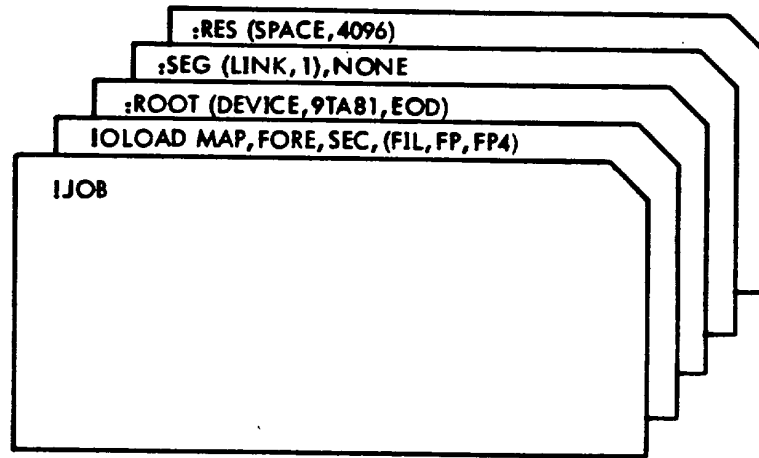 :RES (SPACE,4096)
:SEG (LINK,1),NONE
:ROOT (DEVICE,9TA81,EOD)
!OLOAD MAP,FORE,SEC,(FIL,FP,FP4)
!JOB